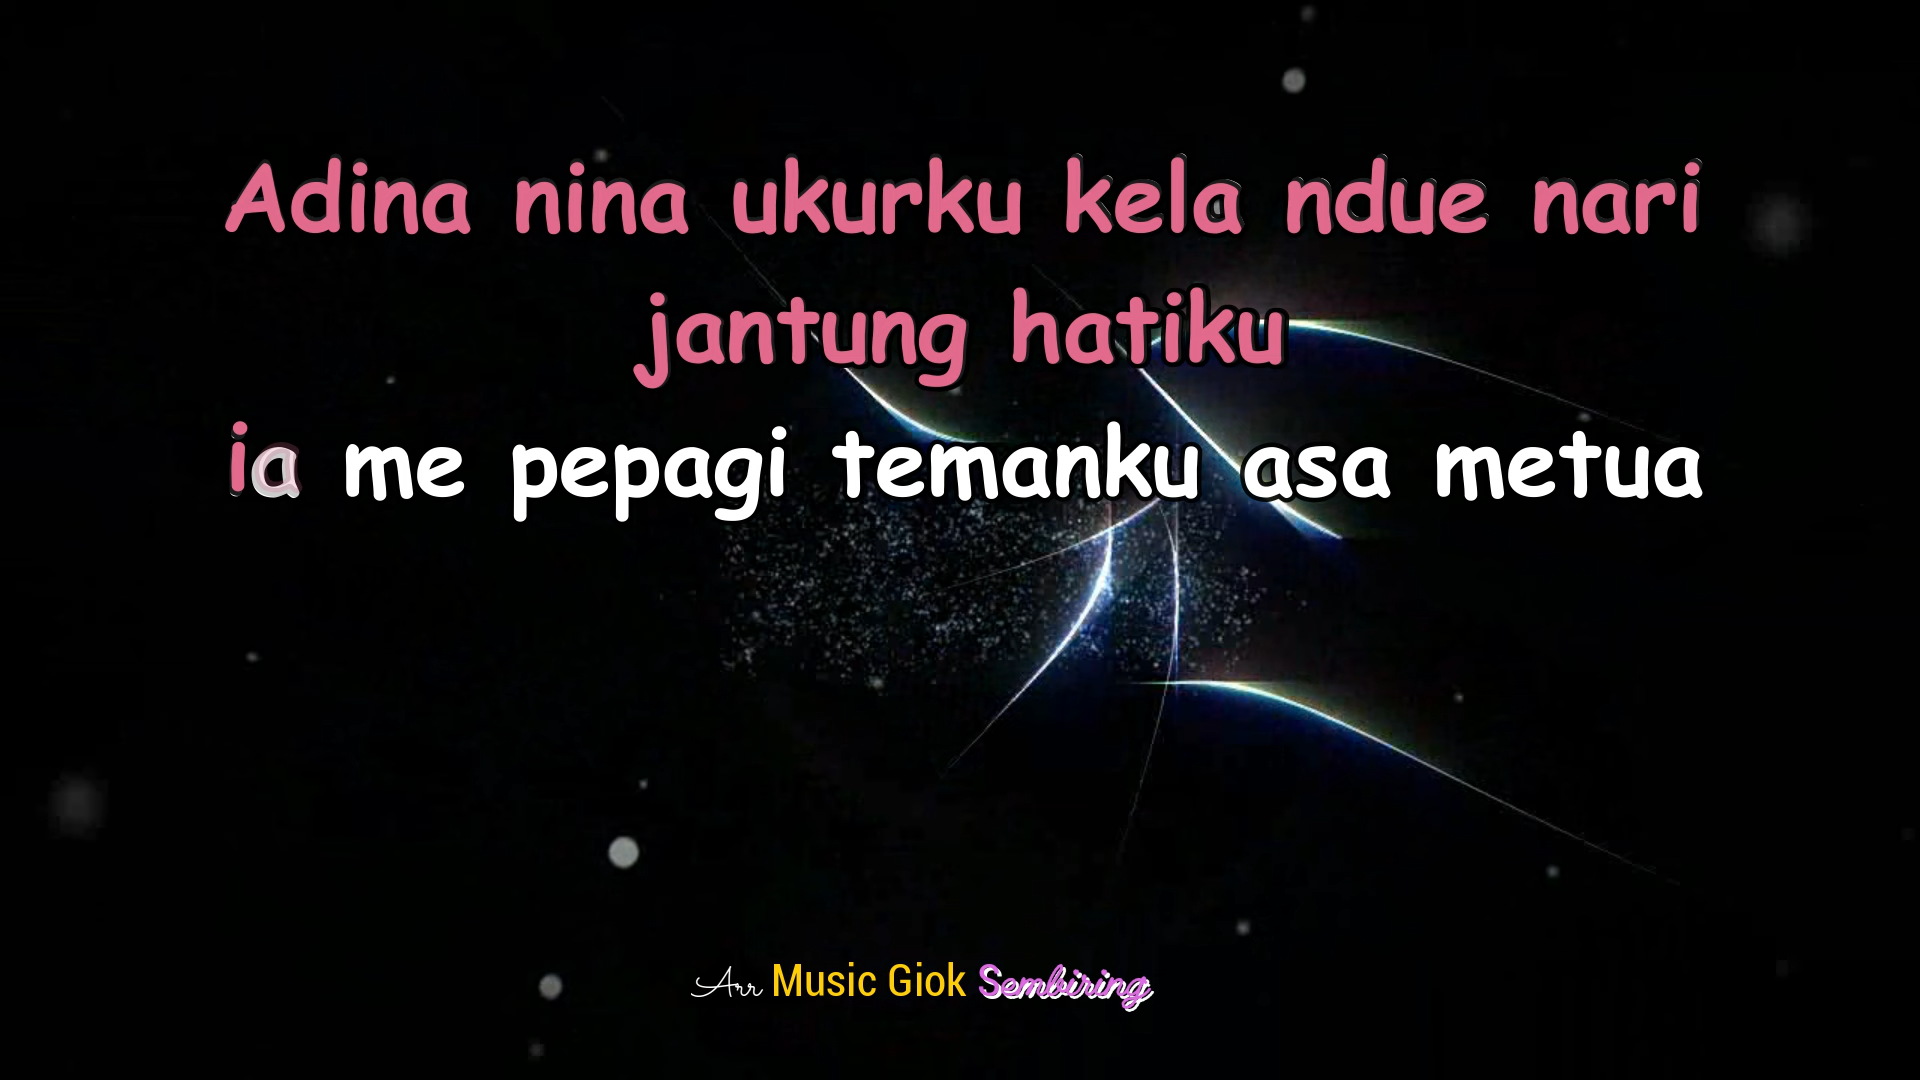 Adina nina ukurku kela ndue nari
jantung hatiku
ia me pepagi temanku asa metua
Arr Music Giok Sembiring